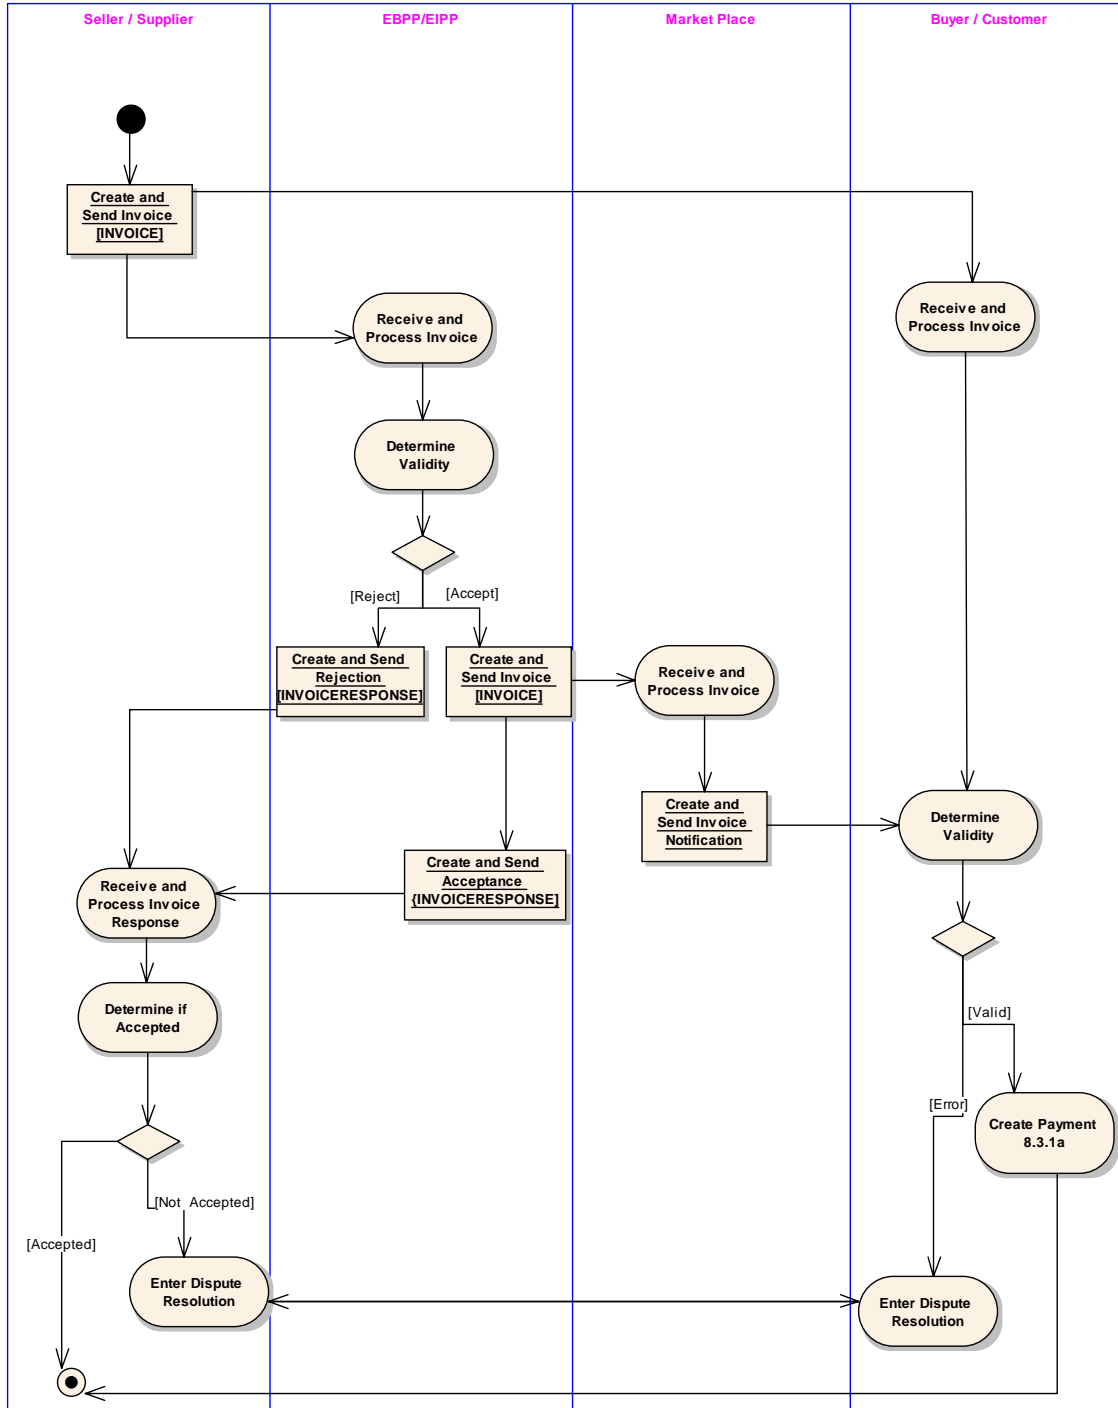 Seller / Supplier
EBPP/EIPP
Market Place
Buyer / Customer
Create and
Send Invoice
[INVOICE]
Receive and
Process Invoice
Receive and
Process Invoice
Determine
Validity
[Reject]
[Accept]
Create and Send
Rejection
[INVOICERESPONSE]
Create and
Send Invoice
[INVOICE]
Receive and
Process Invoice
Create and
Send Invoice
Notification
Determine
Validity
Create and Send
Acceptance
{INVOICERESPONSE]
Receive and
Process Invoice
Response
Determine if
Accepted
[Valid]
[Error]
Create Payment
8.3.1a
[Not Accepted]
[Accepted]
Enter Dispute
Resolution
Enter Dispute
Resolution